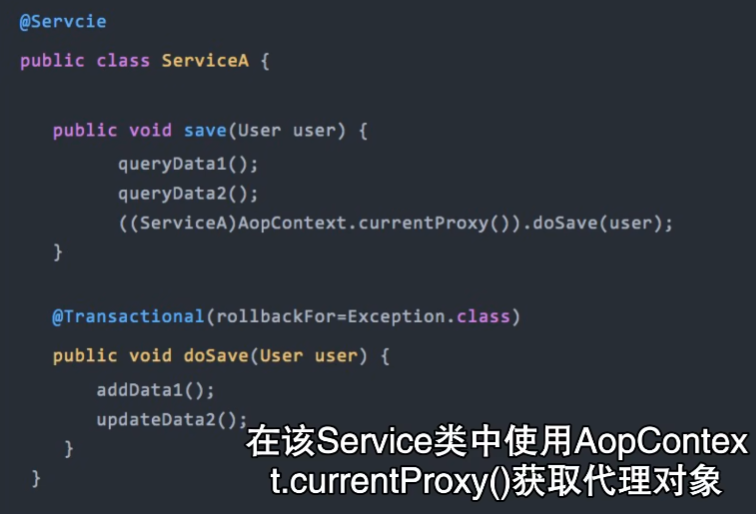 @Servcie
public class ServiceA {
public void save(User user) {
queryData1();
queryData2();
((ServiceA)AopContext.currentProxy()).doSave(user);
}
@Transactional(rollbackFor=Exception.class)
public void doSave(User user) {
addData1();
updateData2();
}
}
在该Service类中使用AopContex
t.currentProxy()获取代理对象